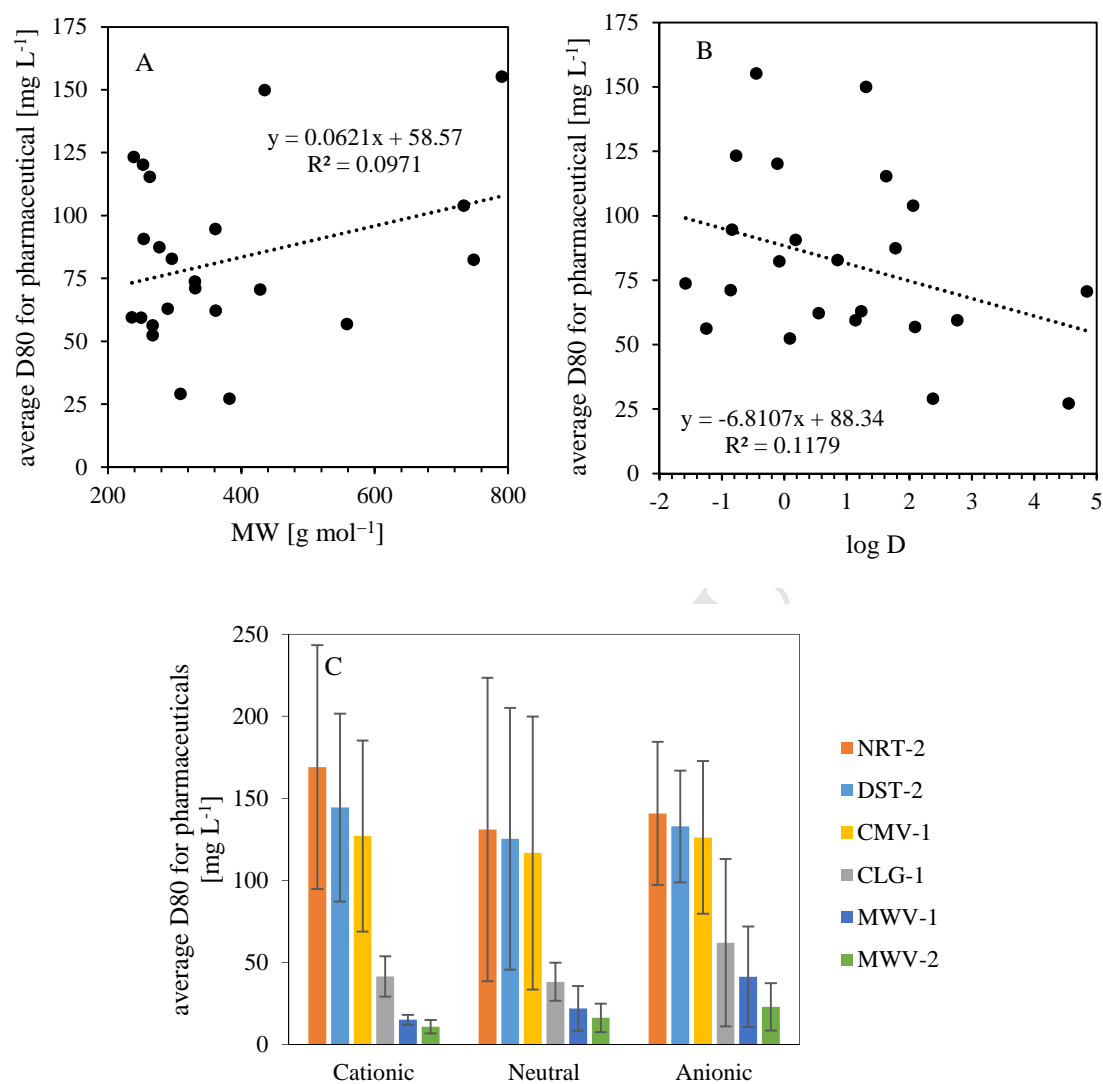 A
average D80 for pharmaceutical [mg L⁻¹]
175
150
125
100
75
50
25
0
y = 0.0621x + 58.57
R² = 0.0971
200 400 600 800
MW [g mol⁻¹]
B
average D80 for pharmaceutical [mg L⁻¹]
175
150
125
100
75
50
25
0
y = -6.8107x + 88.34
R² = 0.1179
-2 -1 0 1 2 3 4 5
log D
C
average D80 for pharmaceuticals
[mg L⁻¹]
250
200
150
100
50
0
Cationic Neutral Anionic
NRT-2
DST-2
CMV-1
CLG-1
MWV-1
MWV-2